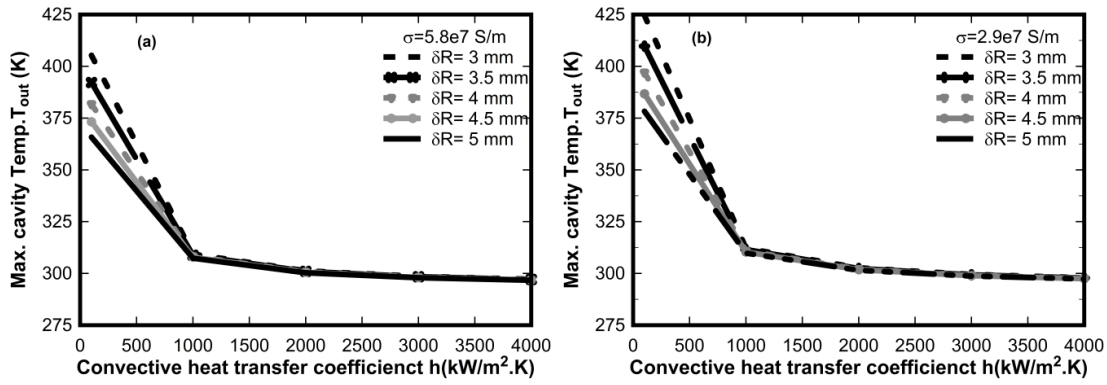 (a)
σ=5.8e7 S/m
δR= 3 mm
δR= 3.5 mm
δR= 4 mm
δR= 4.5 mm
δR= 5 mm
425
400
375
350
325
300
275
Max. cavity Temp.T_out (K)
0 500 1000 1500 2000 2500 3000 3500 4000
Convective heat transfer coefficienct h(kW/m².K)
(b)
σ=2.9e7 S/m
δR= 3 mm
δR= 3.5 mm
δR= 4 mm
δR= 4.5 mm
δR= 5 mm
425
400
375
350
325
300
275
Max. cavity Temp.T_out (K)
0 500 1000 1500 2000 2500 3000 3500 4000
Convective heat transfer coefficienct h(kW/m².K)